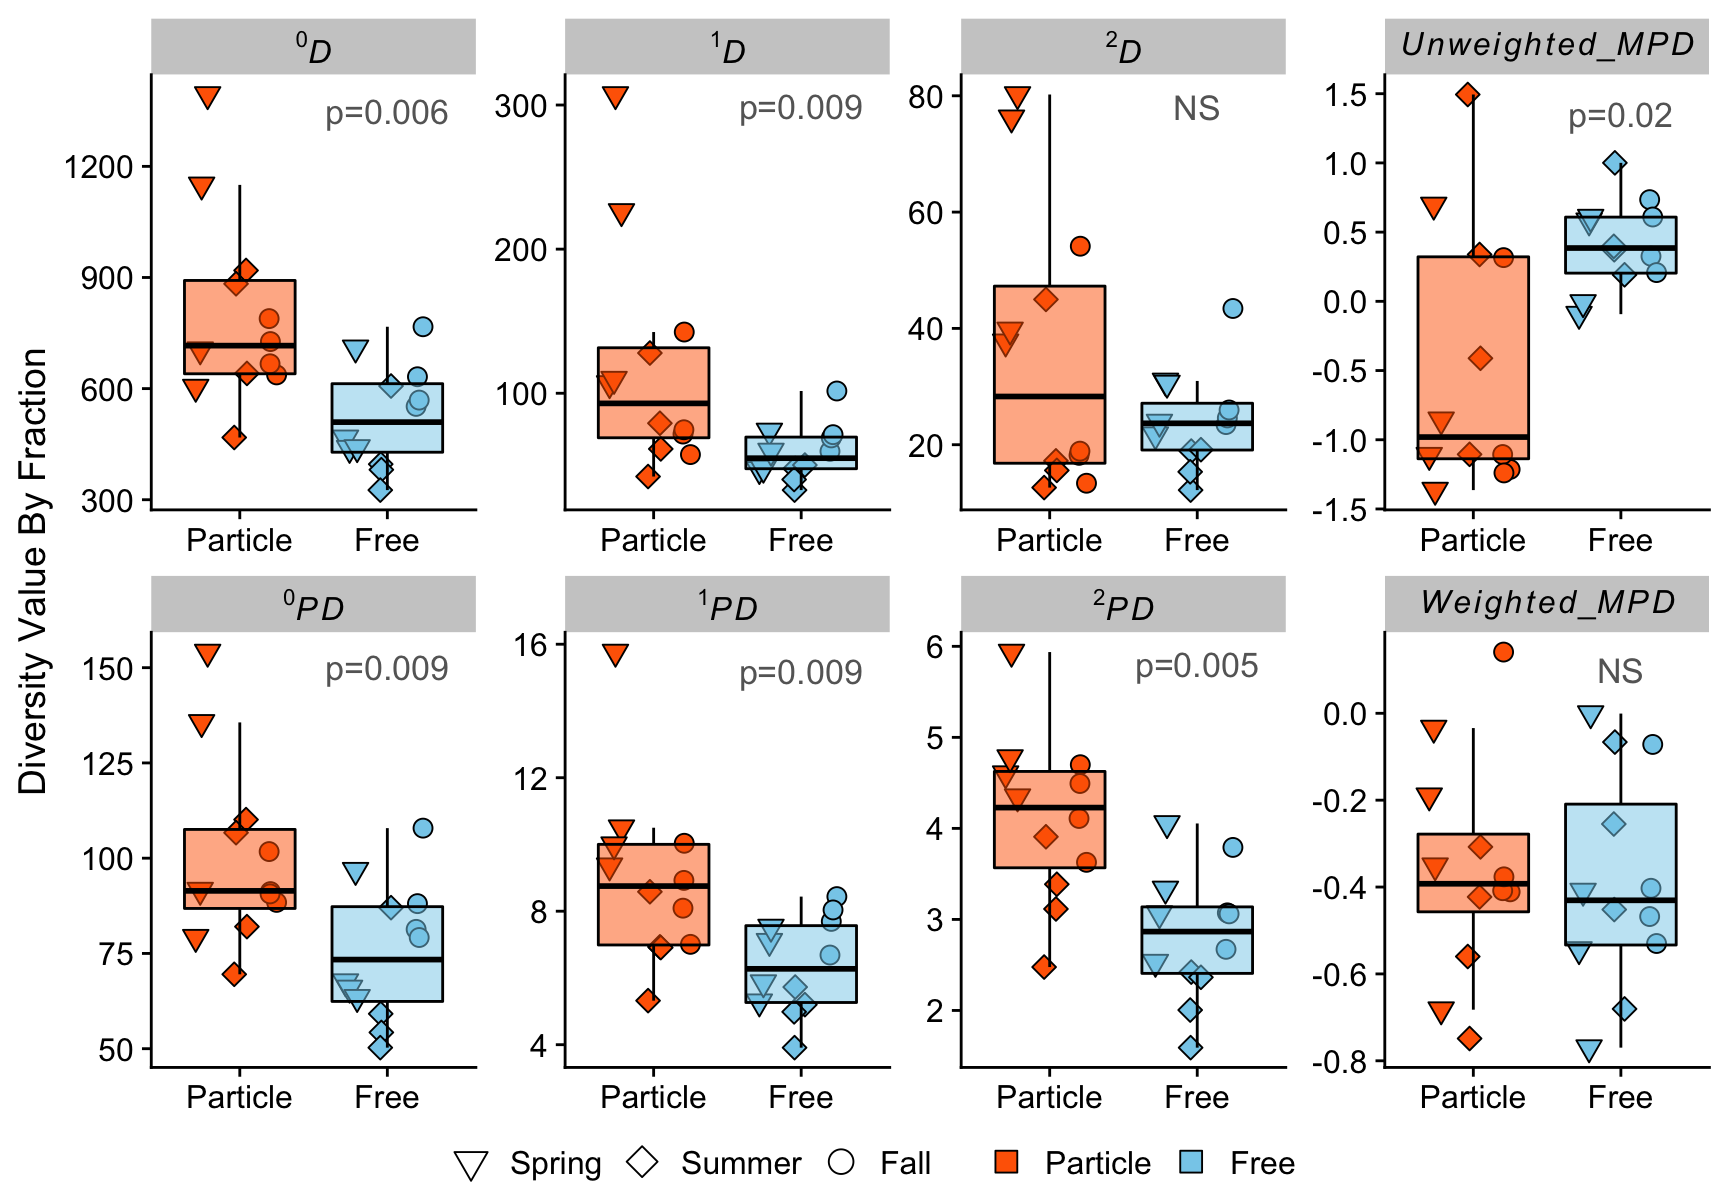 ⁰D
¹D
²D
Unweighted_MPD
p=0.006
p=0.009
NS
p=0.02
1200
900
600
300
300
200
100
80
60
40
20
1.5
1.0
0.5
0.0
-0.5
-1.0
-1.5
Particle
Free
Particle
Free
Particle
Free
Particle
Free
Diversity Value By Fraction
⁰PD
¹PD
²PD
Weighted_MPD
p=0.009
p=0.009
p=0.005
NS
150
125
100
75
50
16
12
8
4
6
5
4
3
2
0.0
-0.2
-0.4
-0.6
-0.8
Particle
Free
Particle
Free
Particle
Free
Particle
Free
Spring Summer Fall Particle Free